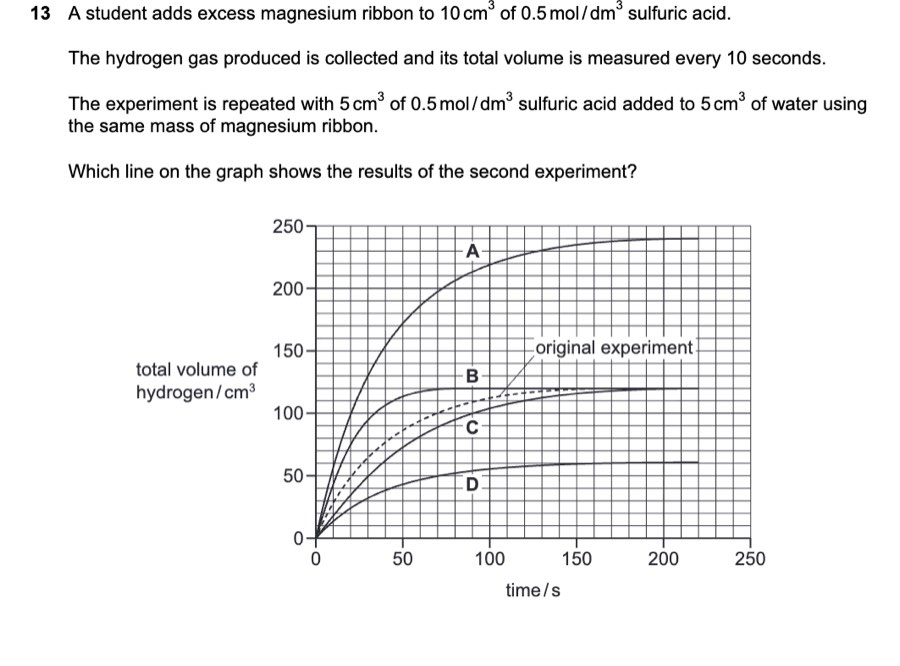 13 A student adds excess magnesium ribbon to 10 cm³ of 0.5 mol / dm³ sulfuric acid.
The hydrogen gas produced is collected and its total volume is measured every 10 seconds.
The experiment is repeated with 5 cm³ of 0.5 mol / dm³ sulfuric acid added to 5 cm³ of water using
the same mass of magnesium ribbon.
Which line on the graph shows the results of the second experiment?
250
A
200
150
original experiment
total volume of
hydrogen / cm³
B
100
C
50
D
0
0 50 100 150 200 250
time / s